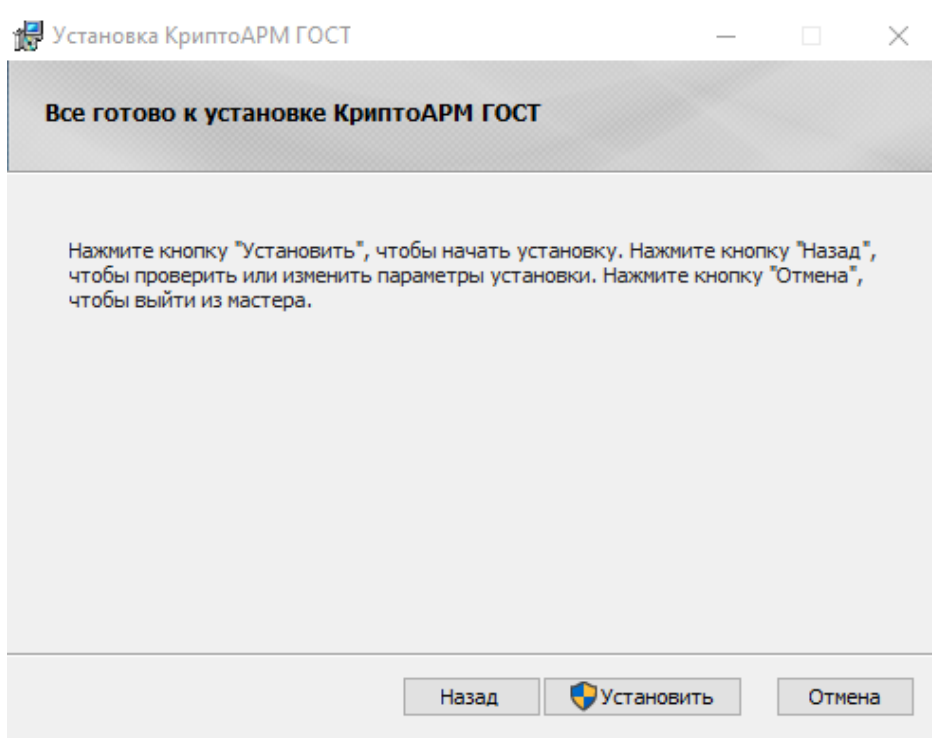 Установка КриптоАРМ ГОСТ
Все готово к установке КриптоАРМ ГОСТ
Нажмите кнопку "Установить", чтобы начать установку. Нажмите кнопку "Назад",
чтобы проверить или изменить параметры установки. Нажмите кнопку "Отмена",
чтобы выйти из мастера.
Назад
Установить
Отмена